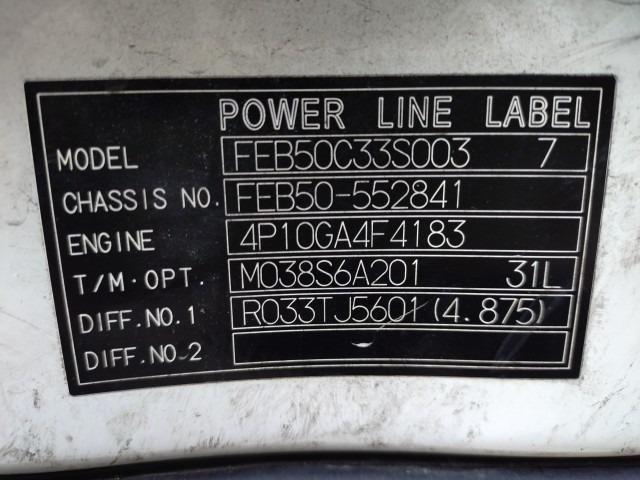 POWER LINE LABEL
MODEL FEB50C33S003 7
CHASSIS NO. FEB50-552841
ENGINE 4P10GA4F4183
T/M·OPT. M038S6A201 31L
DIFF.NO.1 R033TJ5601 (4.875)
DIFF.NO.2